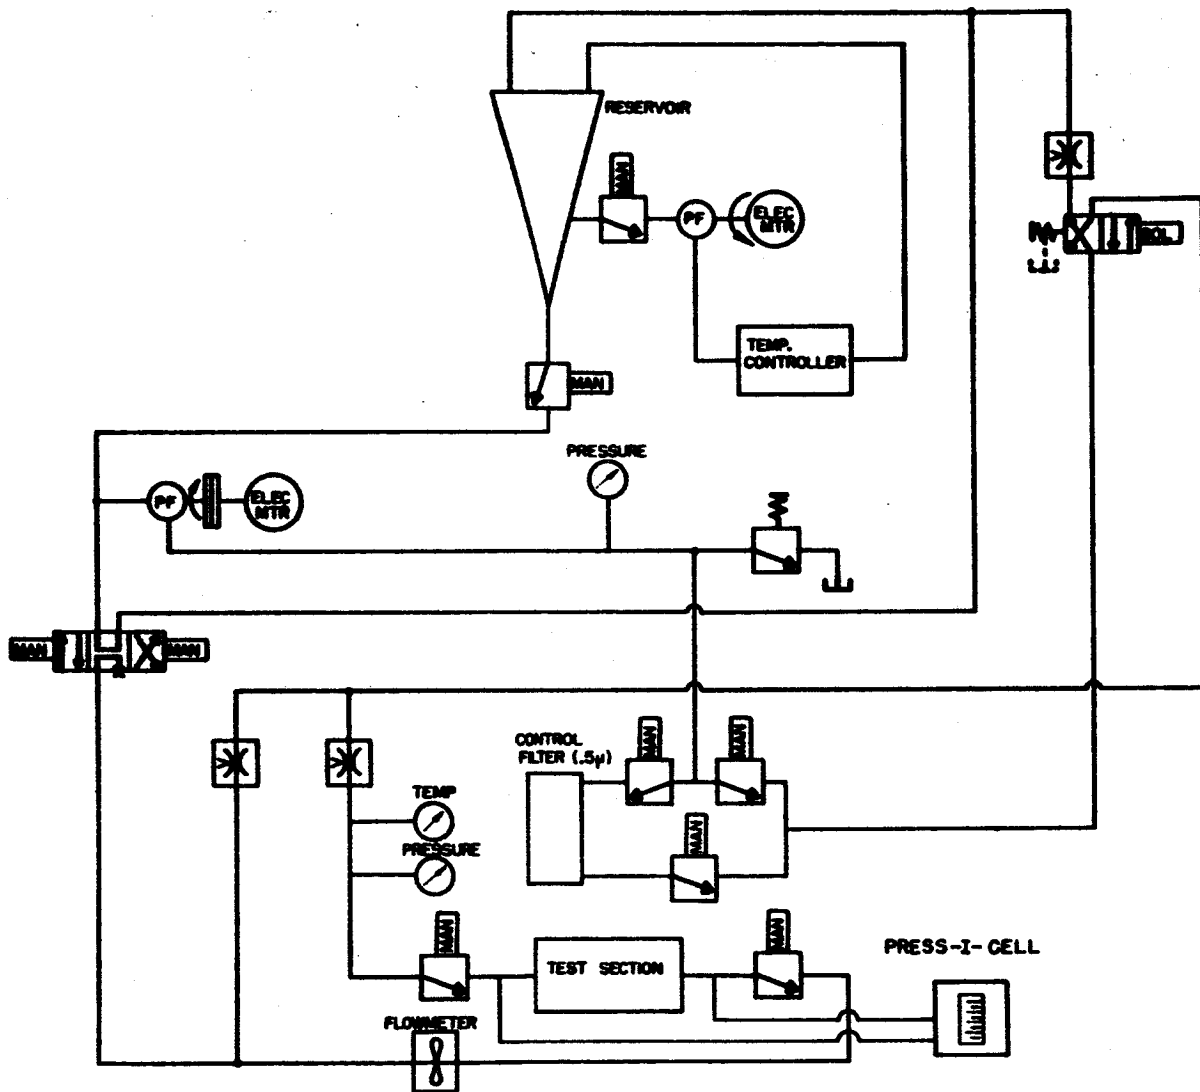 RESERVOIR
MAN
PF
ELEC
MTR
SOL
TEMP.
CONTROLLER
MAN
PRESSURE
PF
ELEC
MTR
MAN
MAN
CONTROL
FILTER (.5μ)
MAN
MAN
TEMP
MAN
PRESSURE
MAN
MAN
PRESS-I-CELL
TEST SECTION
FLOWMETER